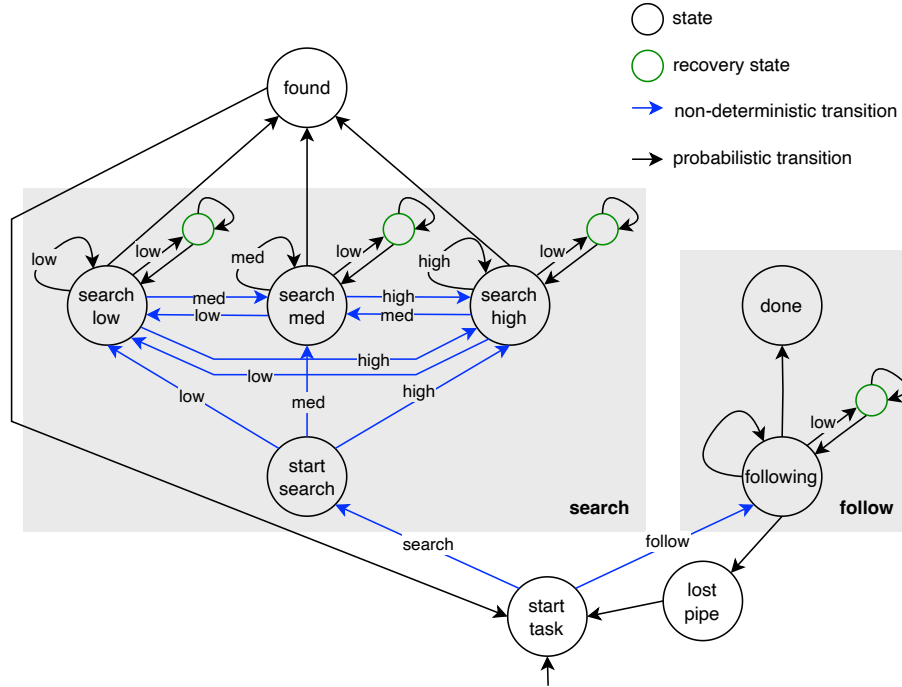 state
recovery state
non-deterministic transition
probabilistic transition
found
low
low
med
low
high
low
search
low
med
low
search
med
high
med
search
high
high
low
low
med
high
start
search
search
done
low
following
follow
search
follow
start
task
lost
pipe